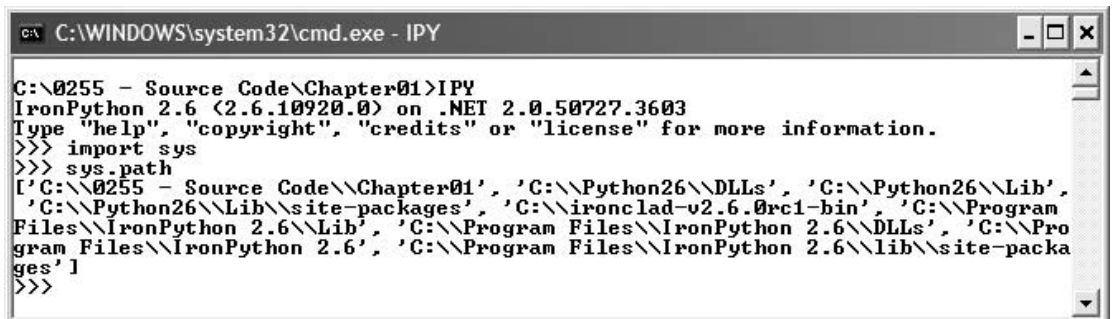 C:\WINDOWS\system32\cmd.exe - IPY
C:\0255 - Source Code\Chapter01>IPY
IronPython 2.6 (2.6.10920.0) on .NET 2.0.50727.3603
Type "help", "copyright", "credits" or "license" for more information.
>>> import sys
>>> sys.path
['C:\\0255 - Source Code\\Chapter01', 'C:\\Python26\\DLLs', 'C:\\Python26\\Lib',
 'C:\\Python26\\Lib\\site-packages', 'C:\\ironclad-v2.6.0rc1-bin', 'C:\\Program
Files\\IronPython 2.6\\Lib', 'C:\\Program Files\\IronPython 2.6\\DLLs', 'C:\\Pro
gram Files\\IronPython 2.6', 'C:\\Program Files\\IronPython 2.6\\lib\\site-packa
ges']
>>>